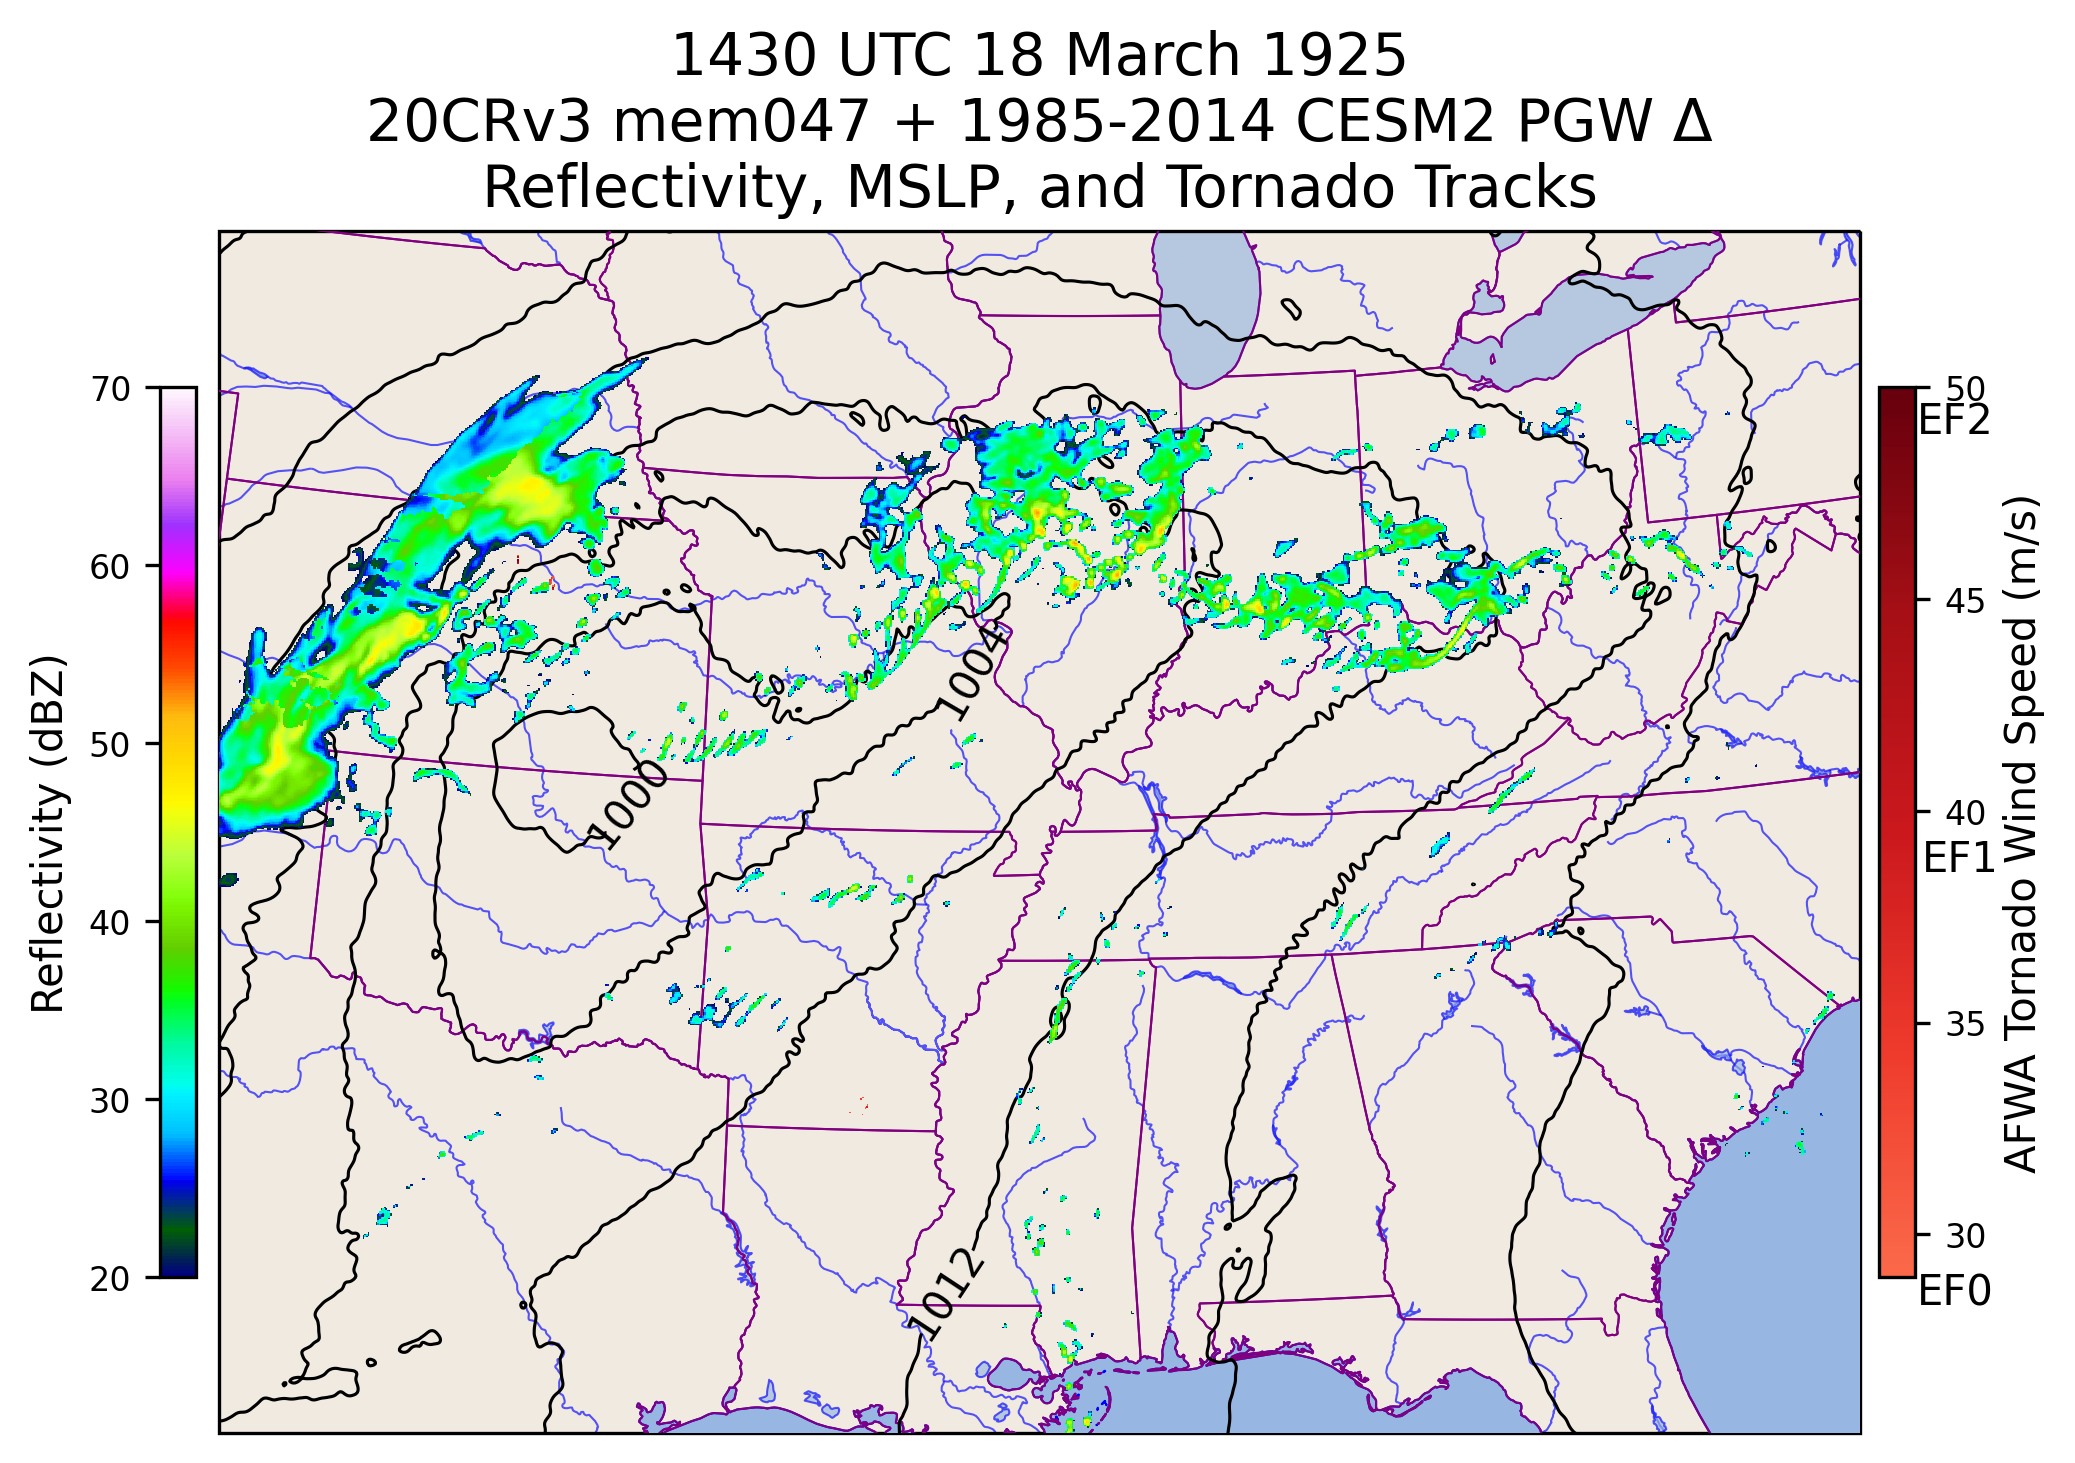 1430 UTC 18 March 1925
20CRv3 mem047 + 1985-2014 CESM2 PGW Δ
Reflectivity, MSLP, and Tornado Tracks
70
60
50
40
30
20
Reflectivity (dBZ)
1004
1000
1012
50
EF2
45
40
EF1
35
30
EF0
AFWA Tornado Wind Speed (m/s)